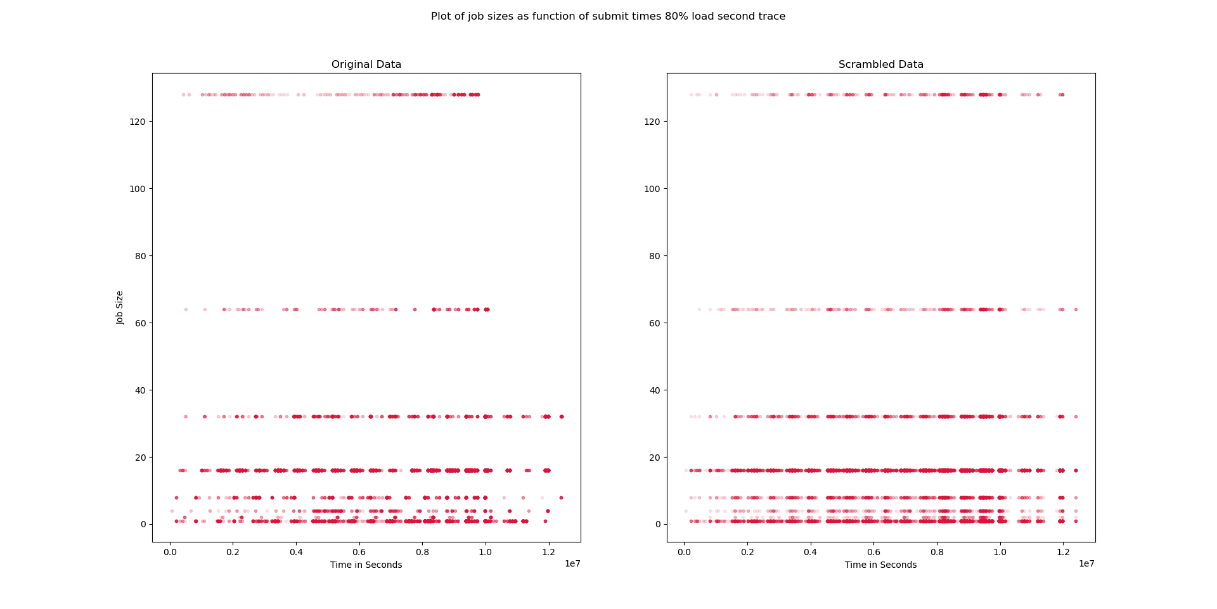 Plot of job sizes as function of submit times 80% load second trace
Original Data
Job Size
120
100
80
60
40
20
0
0.0 0.2 0.4 0.6 0.8 1.0 1.2
1e7
Time in Seconds
Scrambled Data
120
100
80
60
40
20
0
0.0 0.2 0.4 0.6 0.8 1.0 1.2
1e7
Time in Seconds